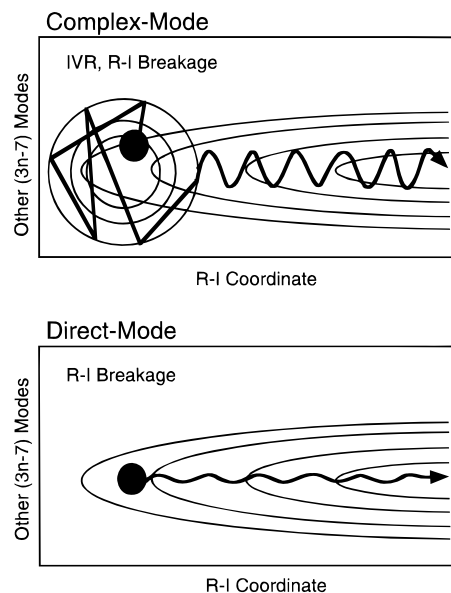 Complex-Mode
IVR, R-I Breakage
Other (3n-7) Modes
R-I Coordinate
Direct-Mode
R-I Breakage
Other (3n-7) Modes
R-I Coordinate